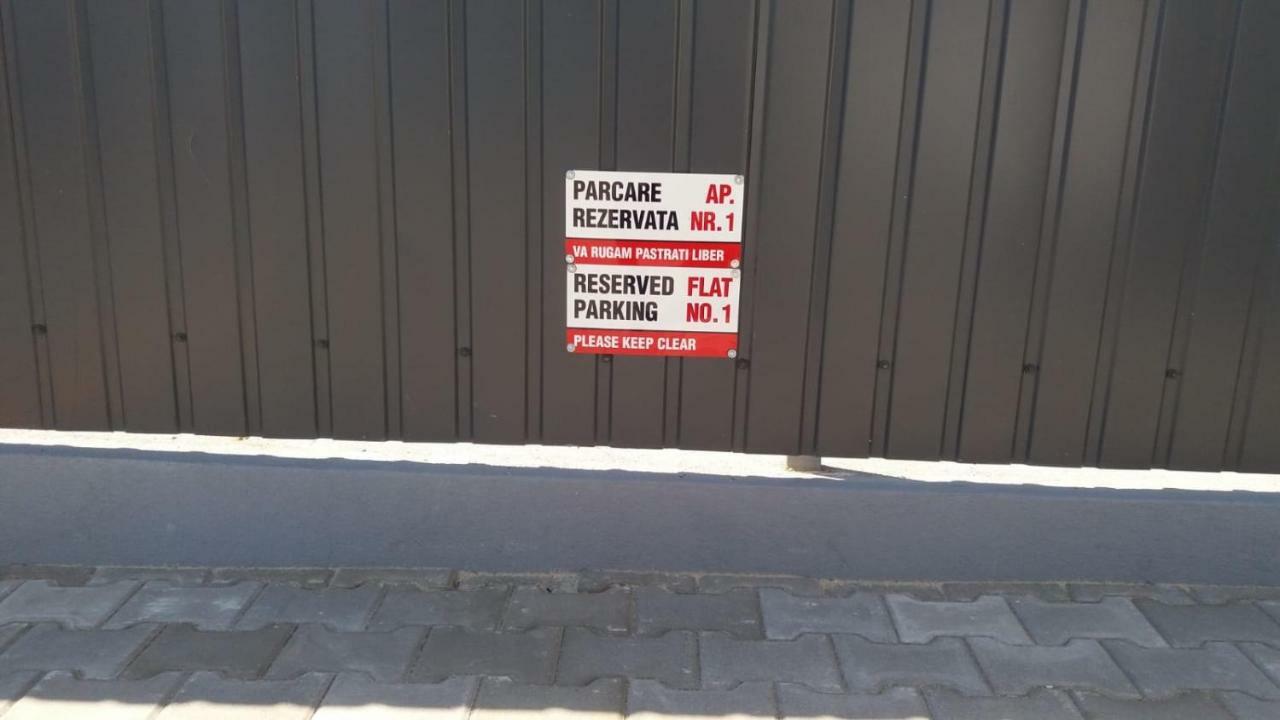 PARCARE AP.
REZERVATA NR.1
VA RUGAM PASTRATI LIBER
RESERVED FLAT
PARKING NO.1
PLEASE KEEP CLEAR